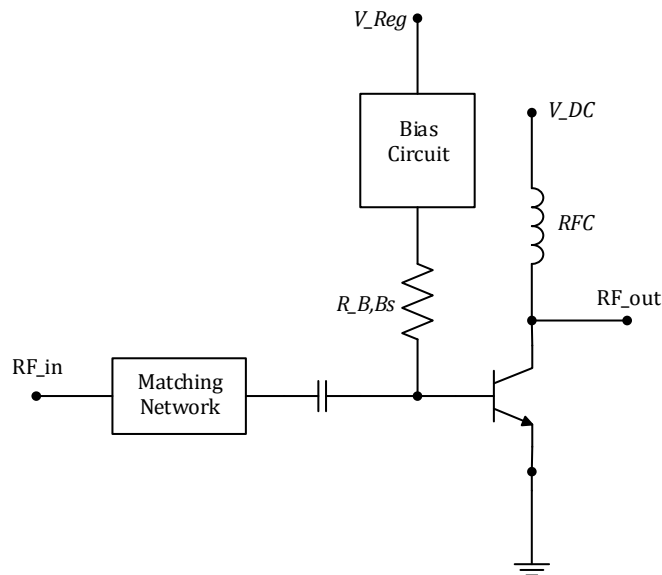 V_Reg
Bias
Circuit
V_DC
RFC
R_B,Bs
RF_out
RF_in
Matching
Network